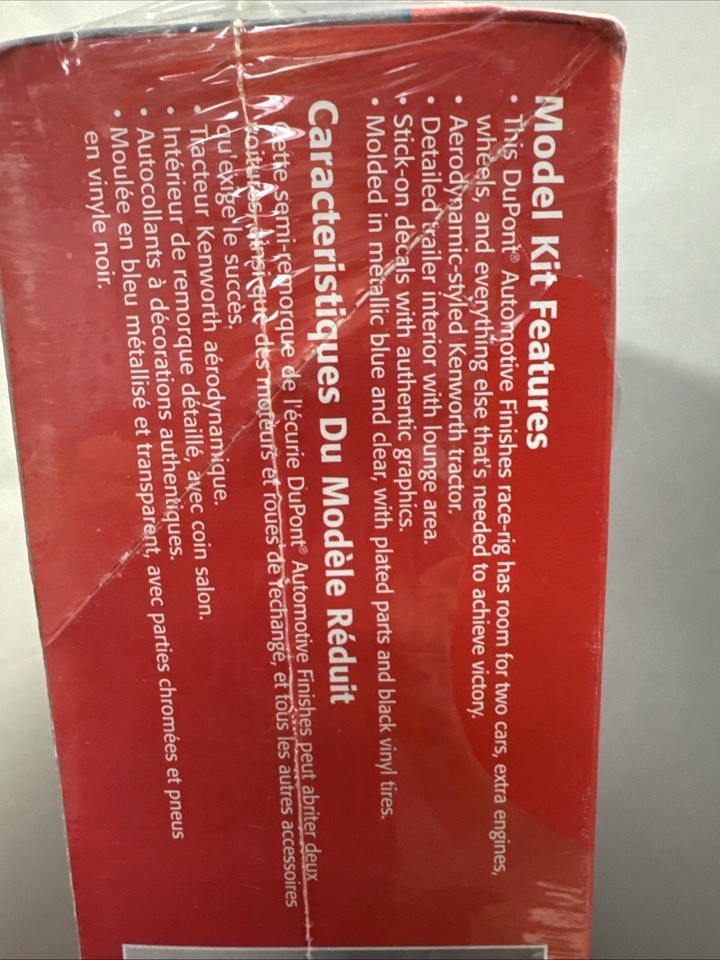 Model Kit Features
• This DuPont® Automotive Finishes race-rig has room for two cars, extra engines,
wheels, and everything else that's needed to achieve victory.
• Aerodynamic-styled Kenworth tractor.
• Detailed trailer interior with lounge area.
• Stick-on decals with authentic graphics.
• Molded in metallic blue and clear, with plated parts and black vinyl tires.
Caracteristiques Du Modèle Réduit
Cette semi-remorque de l'écurie DuPont® Automotive Finishes peut abriter deux
voitures, ainsi que des moteurs et roues de rechange, et tous les autres accessoires
qu'exige le succès.
• Tracteur Kenworth aérodynamique.
• Intérieur de remorque détaillé, avec coin salon.
• Autocollants à décorations authentiques.
• Moulée en bleu métallisé et transparent, avec parties chromées et pneus
en vinyle noir.